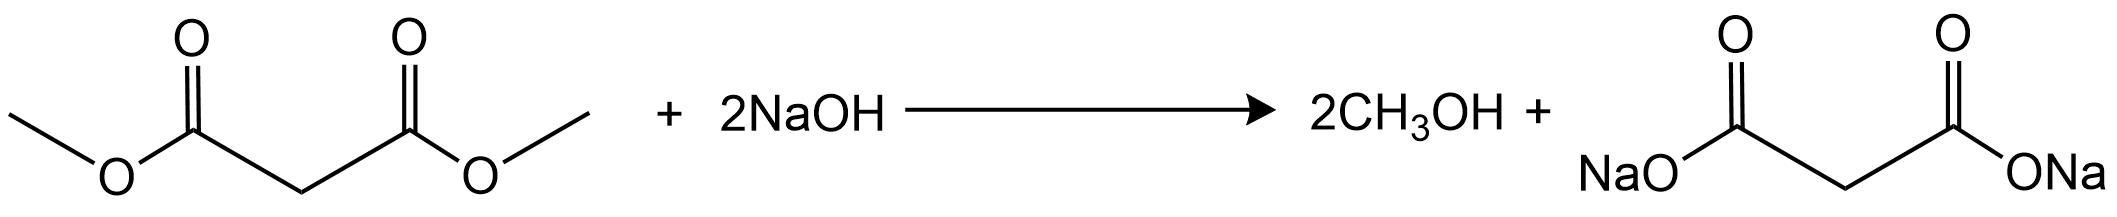 O O O O
+ 2NaOH 2CH₃OH +
O O NaO ONa